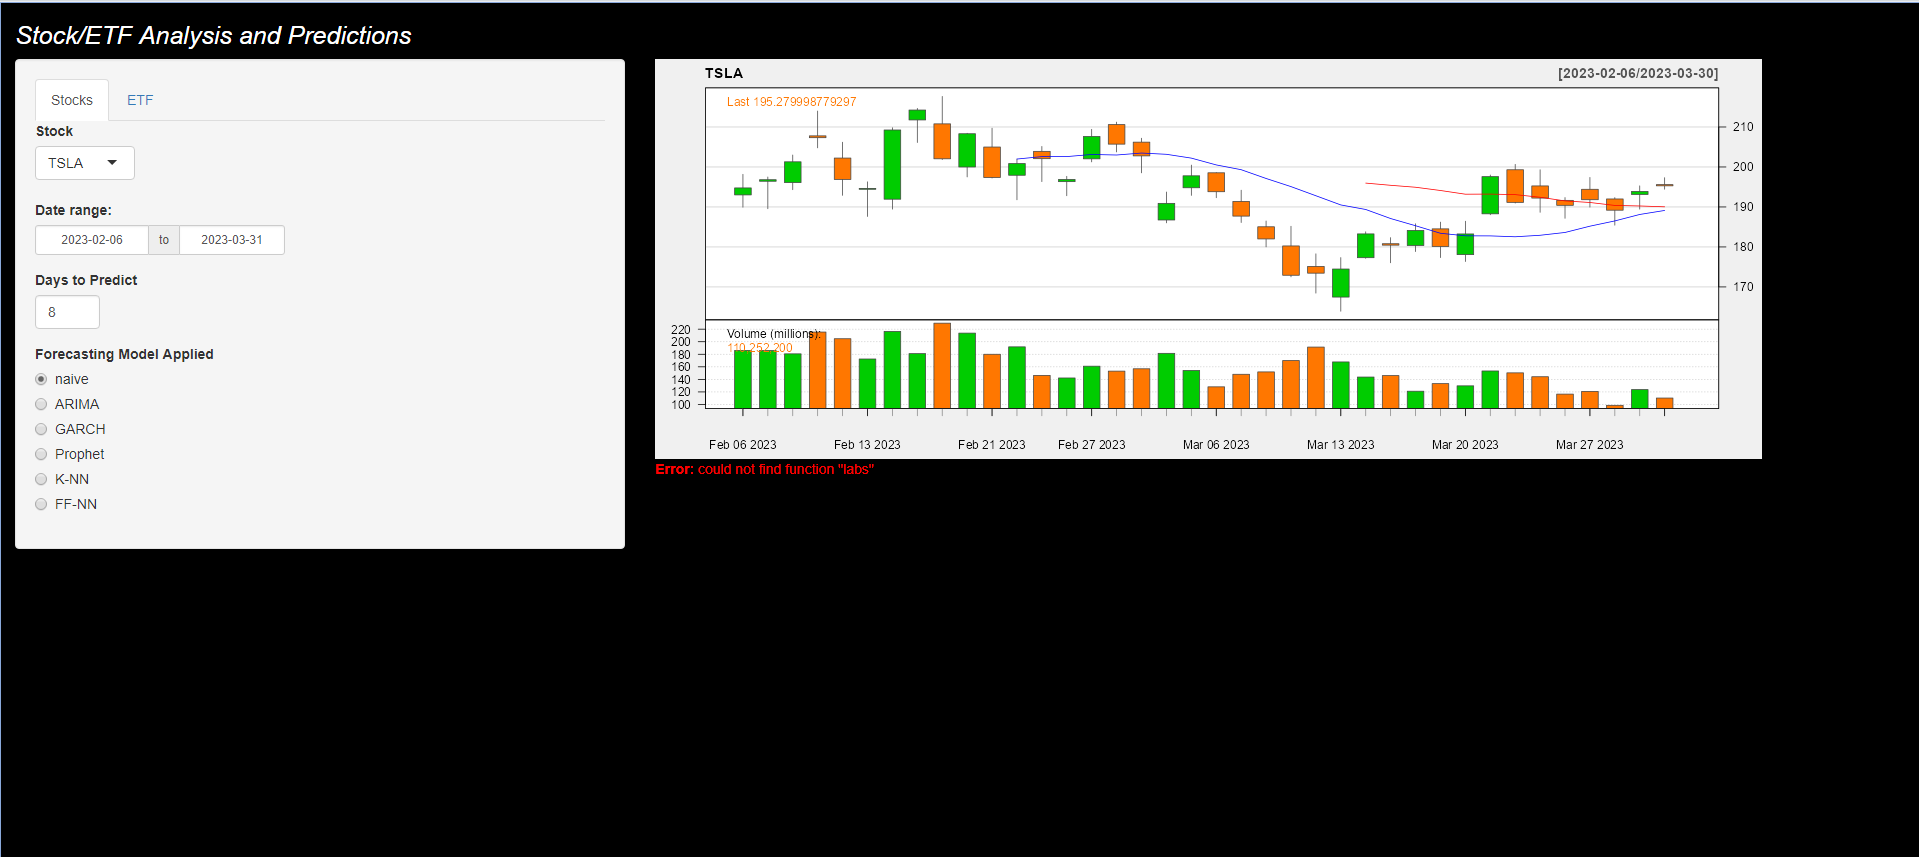 Stock/ETF Analysis and Predictions
Stocks ETF
Stock
TSLA
Date range:
2023-02-06 to 2023-03-31
Days to Predict
8
Forecasting Model Applied
naive
ARIMA
GARCH
Prophet
K-NN
FF-NN
TSLA [2023-02-06/2023-03-30]
Last 195.279998779297
210
200
190
180
170
Volume (millions):
110,252,200
220
200
180
160
140
120
100
Feb 06 2023 Feb 13 2023 Feb 21 2023 Feb 27 2023 Mar 06 2023 Mar 13 2023 Mar 20 2023 Mar 27 2023
Error: could not find function "labs"